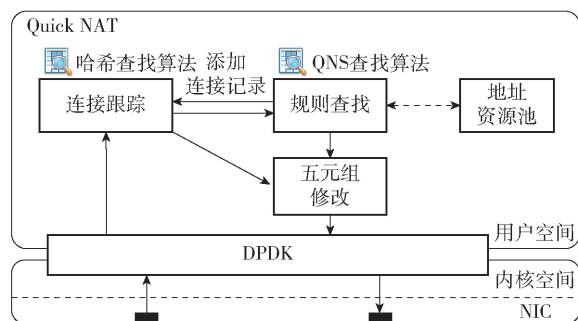 Quick NAT
哈希查找算法
添加
连接记录
QNS查找算法
连接跟踪
规则查找
地址
资源池
五元组
修改
用户空间
DPDK
内核空间
NIC